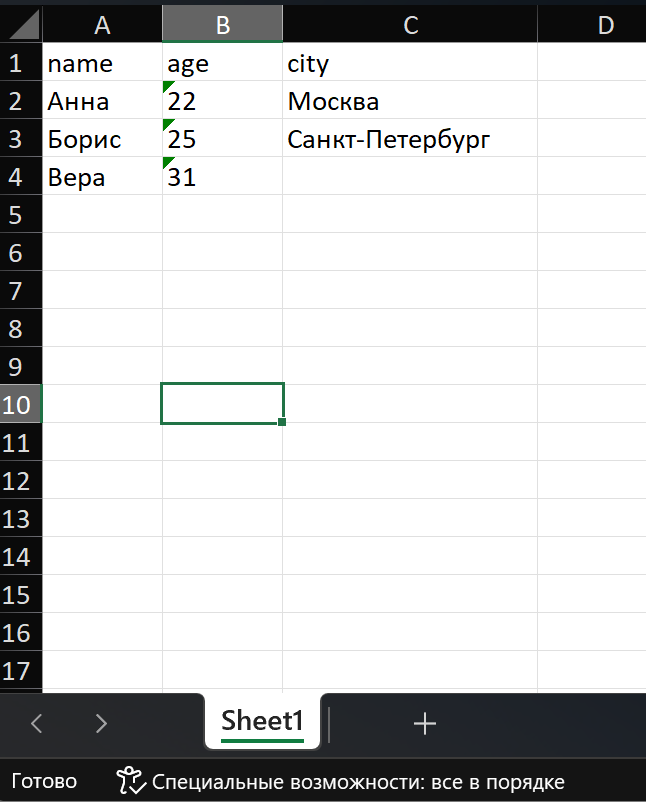 A B C D
1 name age city
2 Анна 22 Москва
3 Борис 25 Санкт-Петербург
4 Вера 31
5
6
7
8
9
10
11
12
13
14
15
16
17
Sheet1
Готово Специальные возможности: все в порядке